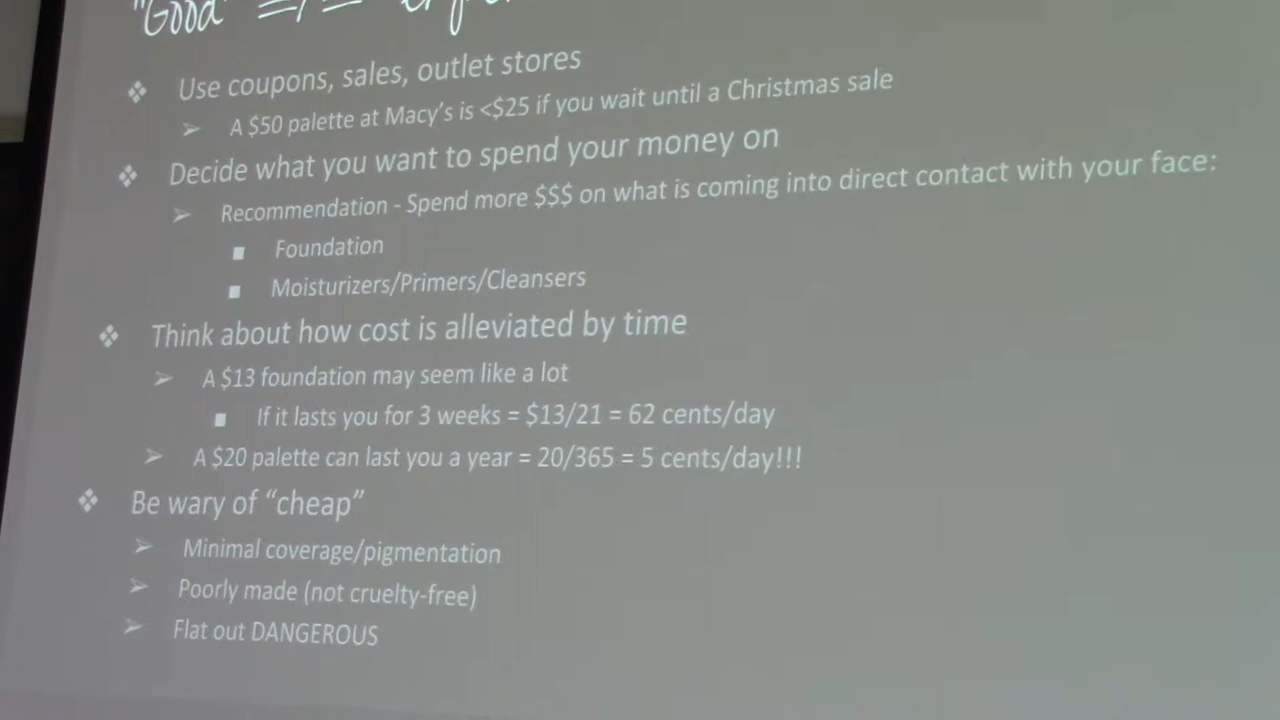 "Good" =/=
❖ Use coupons, sales, outlet stores
➢ A $50 palette at Macy's is <$25 if you wait until a Christmas sale
❖ Decide what you want to spend your money on
➢ Recommendation - Spend more $$$ on what is coming into direct contact with your face:
■ Foundation
■ Moisturizers/Primers/Cleansers
❖ Think about how cost is alleviated by time
➢ A $13 foundation may seem like a lot
■ If it lasts you for 3 weeks = $13/21 = 62 cents/day
➢ A $20 palette can last you a year = 20/365 = 5 cents/day!!!
❖ Be wary of "cheap"
➢ Minimal coverage/pigmentation
➢ Poorly made (not cruelty-free)
➢ Flat out DANGEROUS